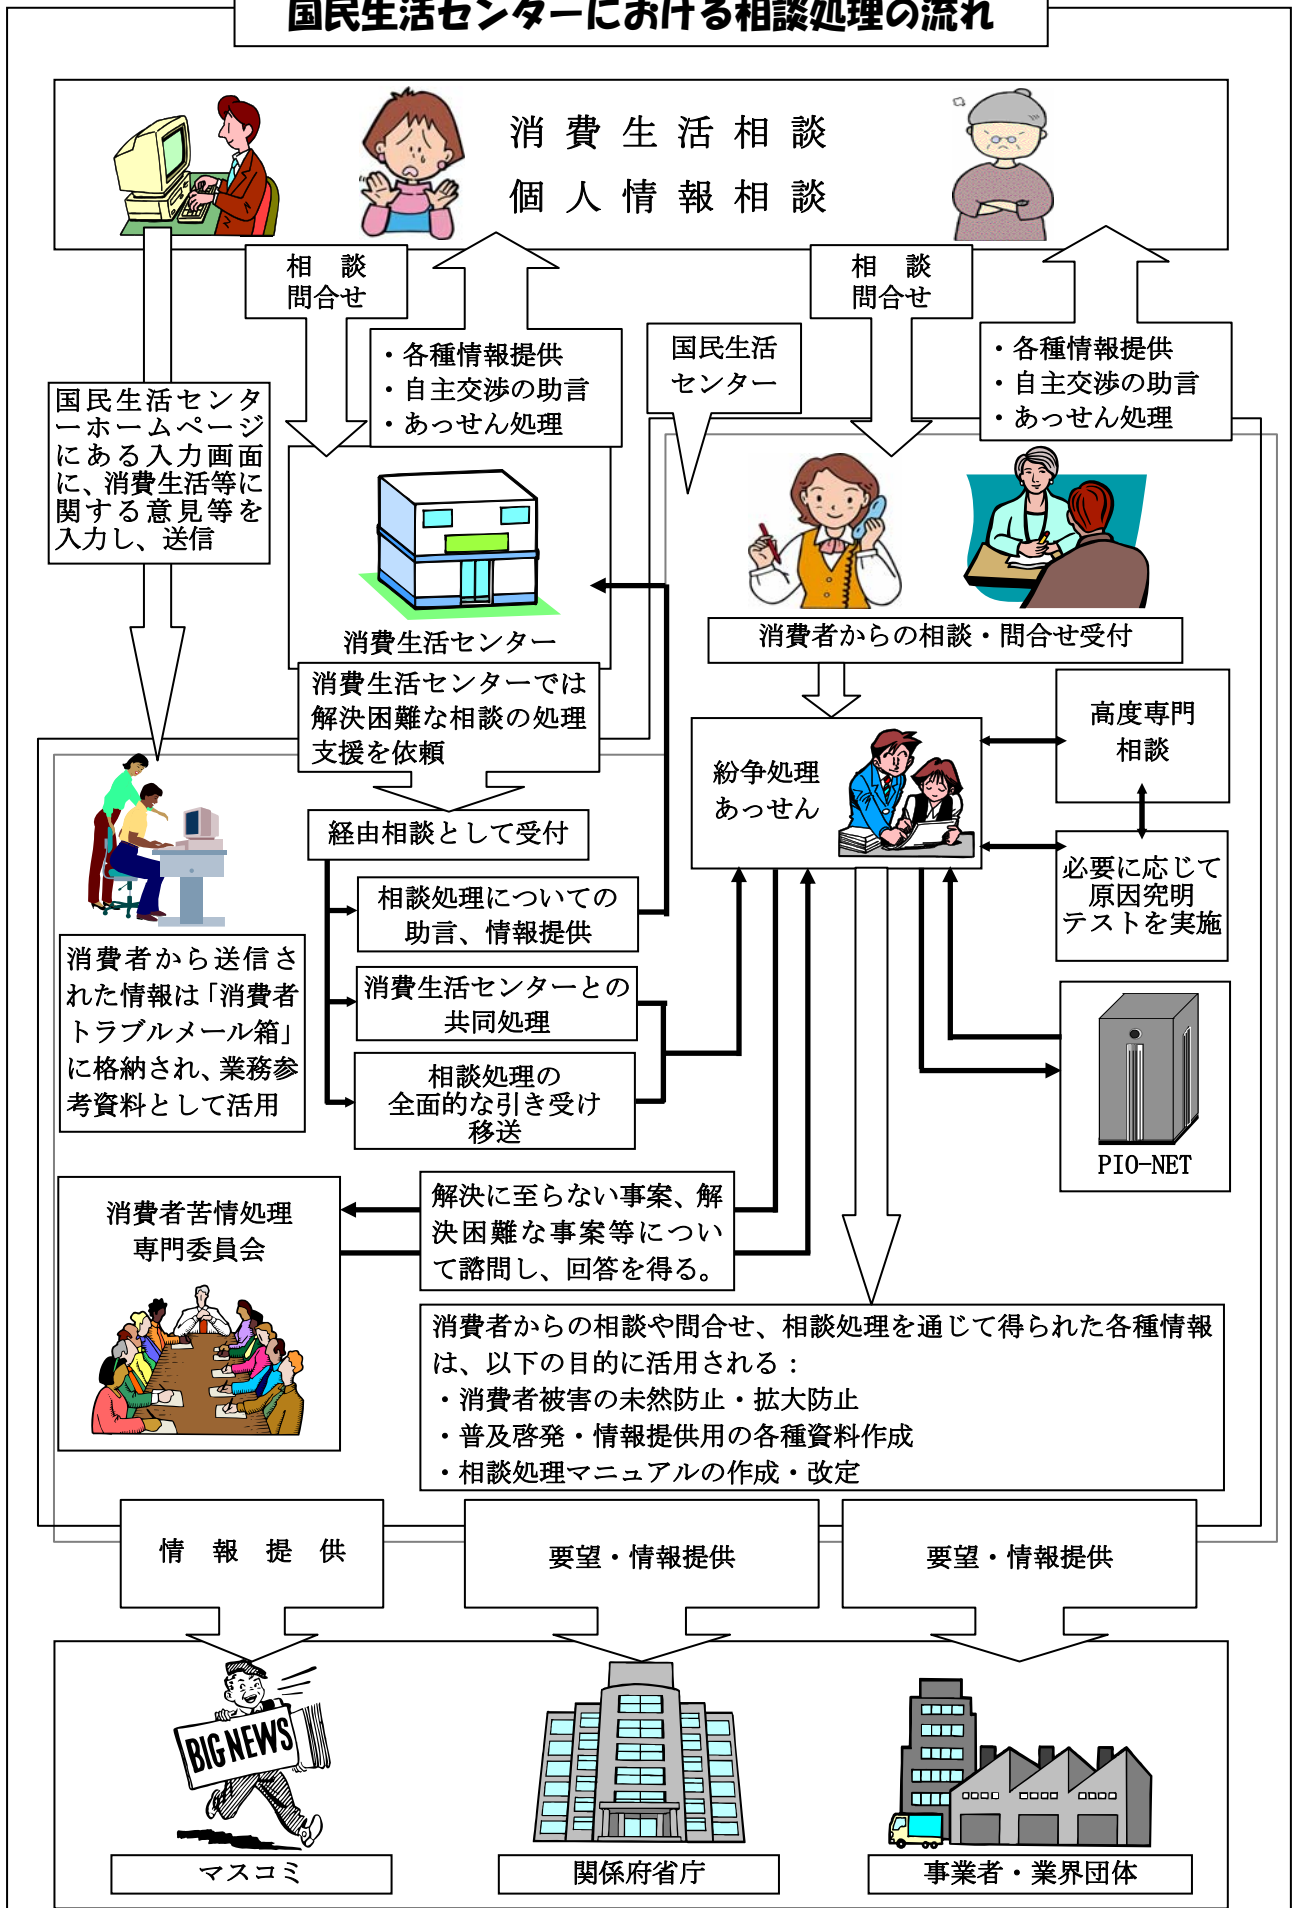 国民生活センターにおける相談処理の流れ
消費生活相談
個人情報相談
相　談
問合せ
・各種情報提供
・自主交渉の助言
・あっせん処理
国民生活
センター
相　談
問合せ
・各種情報提供
・自主交渉の助言
・あっせん処理
国民生活センタ
ーホームページ
にある入力画面
に、消費生活等に
関する意見等を
入力し、送信
消費生活センター
消費者からの相談・問合せ受付
消費生活センターでは
解決困難な相談の処理
支援を依頼
紛争処理
あっせん
高度専門
相談
経由相談として受付
必要に応じて
原因究明
テストを実施
相談処理についての
助言、情報提供
消費生活センターとの
共同処理
相談処理の
全面的な引き受け
移送
消費者から送信さ
れた情報は「消費者
トラブルメール箱」
に格納され、業務参
考資料として活用
PIO-NET
消費者苦情処理
専門委員会
解決に至らない事案、解
決困難な事案等につい
て諮問し、回答を得る。
消費者からの相談や問合せ、相談処理を通じて得られた各種情報
は、以下の目的に活用される：
・消費者被害の未然防止・拡大防止
・普及啓発・情報提供用の各種資料作成
・相談処理マニュアルの作成・改定
情　報　提　供
要望・情報提供
要望・情報提供
BIG NEWS
マスコミ
関係府省庁
事業者・業界団体